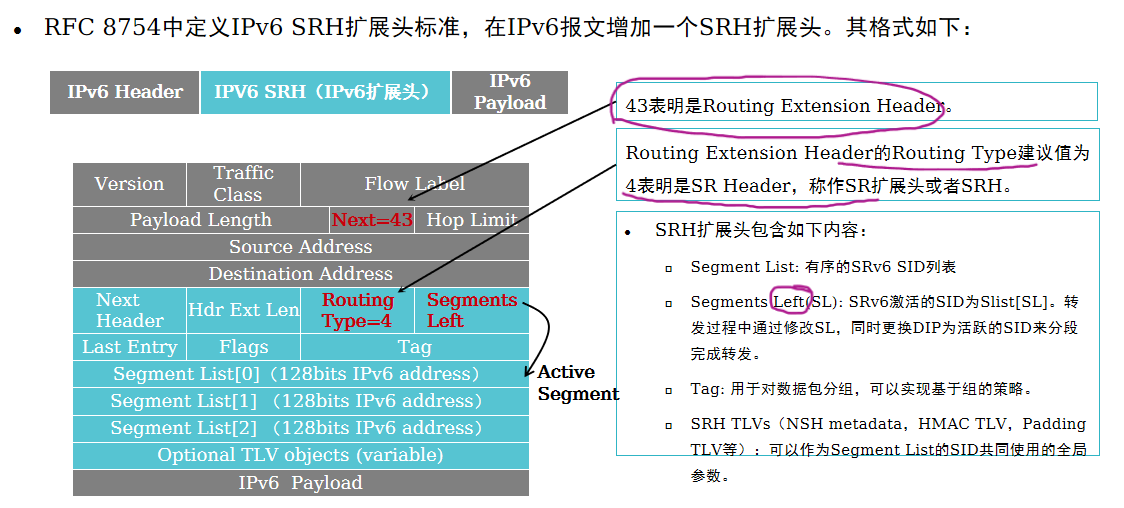 • RFC 8754中定义IPv6 SRH扩展头标准，在IPv6报文增加一个SRH扩展头。其格式如下：
IPv6 Header
IPV6 SRH（IPv6扩展头）
IPv6
Payload
Version
Traffic
Class
Flow Label
Payload Length
Next=43
Hop Limit
Source Address
Destination Address
Next
Header
Hdr Ext Len
Routing
Type=4
Segments
Left
Last Entry
Flags
Tag
Segment List[0]（128bits IPv6 address）
Segment List[1]（128bits IPv6 address）
Segment List[2]（128bits IPv6 address）
Optional TLV objects (variable)
IPv6 Payload
Active
Segment
43表明是Routing Extension Header。
Routing Extension Header的Routing Type建议值为
4表明是SR Header，称作SR扩展头或者SRH。
• SRH扩展头包含如下内容：
Segment List: 有序的SRv6 SID列表
Segments Left(SL): SRv6激活的SID为Slist[SL]。转
发过程中通过修改SL，同时更换DIP为活跃的SID来分段
完成转发。
Tag: 用于对数据包分组，可以实现基于组的策略。
SRH TLVs（NSH metadata，HMAC TLV，Padding
TLV等）：可以作为Segment List的SID共同使用的全局
参数。